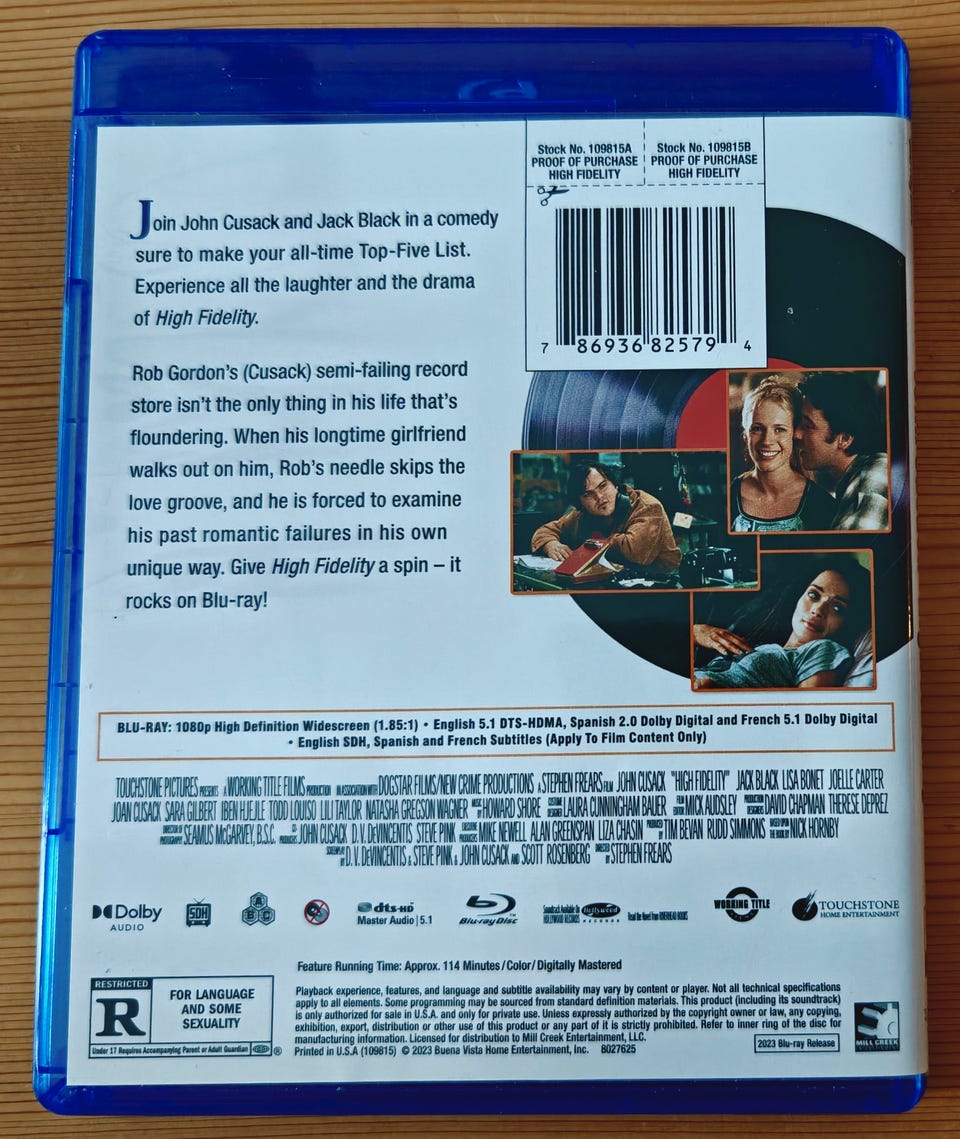 Stock No. 109815A
PROOF OF PURCHASE
HIGH FIDELITY
Stock No. 109815B
PROOF OF PURCHASE
HIGH FIDELITY
7 86936 82579 4
Join John Cusack and Jack Black in a comedy
sure to make your all-time Top-Five List.
Experience all the laughter and the drama
of High Fidelity.
Rob Gordon's (Cusack) semi-failing record
store isn't the only thing in his life that's
floundering. When his longtime girlfriend
walks out on him, Rob's needle skips the
love groove, and he is forced to examine
his past romantic failures in his own
unique way. Give High Fidelity a spin – it
rocks on Blu-ray!
BLU-RAY: 1080p High Definition Widescreen (1.85:1) • English 5.1 DTS-HDMA, Spanish 2.0 Dolby Digital and French 5.1 Dolby Digital
• English SDH, Spanish and French Subtitles (Apply To Film Content Only)
TOUCHSTONE PICTURES PRESENTS A WORKING TITLE FILMS PRODUCTION IN ASSOCIATION WITH DOGSTAR FILMS/NEW CRIME PRODUCTIONS A STEPHEN FREARS FILM JOHN CUSACK "HIGH FIDELITY" JACK BLACK LISA BONET JOELLE CARTER
JOAN CUSACK SARA GILBERT IBEN HJEJLE TODD LOUISO LILI TAYLOR NATASHA GREGSON WAGNER MUSIC BY HOWARD SHORE COSTUME DESIGNER LAURA CUNNINGHAM BAUER FILM EDITOR MICK AUDSLEY PRODUCTION DESIGNERS DAVID CHAPMAN THERESE DEPREZ
DIRECTOR OF PHOTOGRAPHY SEAMUS McGARVEY, B.S.C. CO-PRODUCERS JOHN CUSACK D.V. DeVINCENTIS STEVE PINK EXECUTIVE PRODUCERS MIKE NEWELL ALAN GREENSPAN LIZA CHASIN PRODUCED BY TIM BEVAN RUDD SIMMONS BASED UPON THE BOOK BY NICK HORNBY
SCREENPLAY BY D.V. DeVINCENTIS & STEVE PINK & JOHN CUSACK AND SCOTT ROSENBERG DIRECTED BY STEPHEN FREARS
Dolby
AUDIO
SDH
ABC
dts-HD
Master Audio | 5.1
Blu-ray Disc™
Soundtrack Available On
HOLLYWOOD RECORDS
Hollywood
RECORDS
Read the Novel from RIVERHEAD BOOKS
WORKING TITLE
TOUCHSTONE
HOME ENTERTAINMENT
Feature Running Time: Approx. 114 Minutes/Color/Digitally Mastered
RESTRICTED
R
FOR LANGUAGE
AND SOME
SEXUALITY
Under 17 Requires Accompanying Parent or Adult Guardian ®
Playback experience, features, and language and subtitle availability may vary by content or player. Not all technical specifications
apply to all elements. Some programming may be sourced from standard definition materials. This product (including its soundtrack)
is only authorized for sale in U.S.A. and only for private use. Unless expressly authorized by the copyright owner or law, any copying,
exhibition, export, distribution or other use of this product or any part of it is strictly prohibited. Refer to inner ring of the disc for
manufacturing information. Licensed for distribution to Mill Creek Entertainment, LLC.
Printed in U.S.A (109815) © 2023 Buena Vista Home Entertainment, Inc. 8027625
2023 Blu-ray Release
MILL CREEK